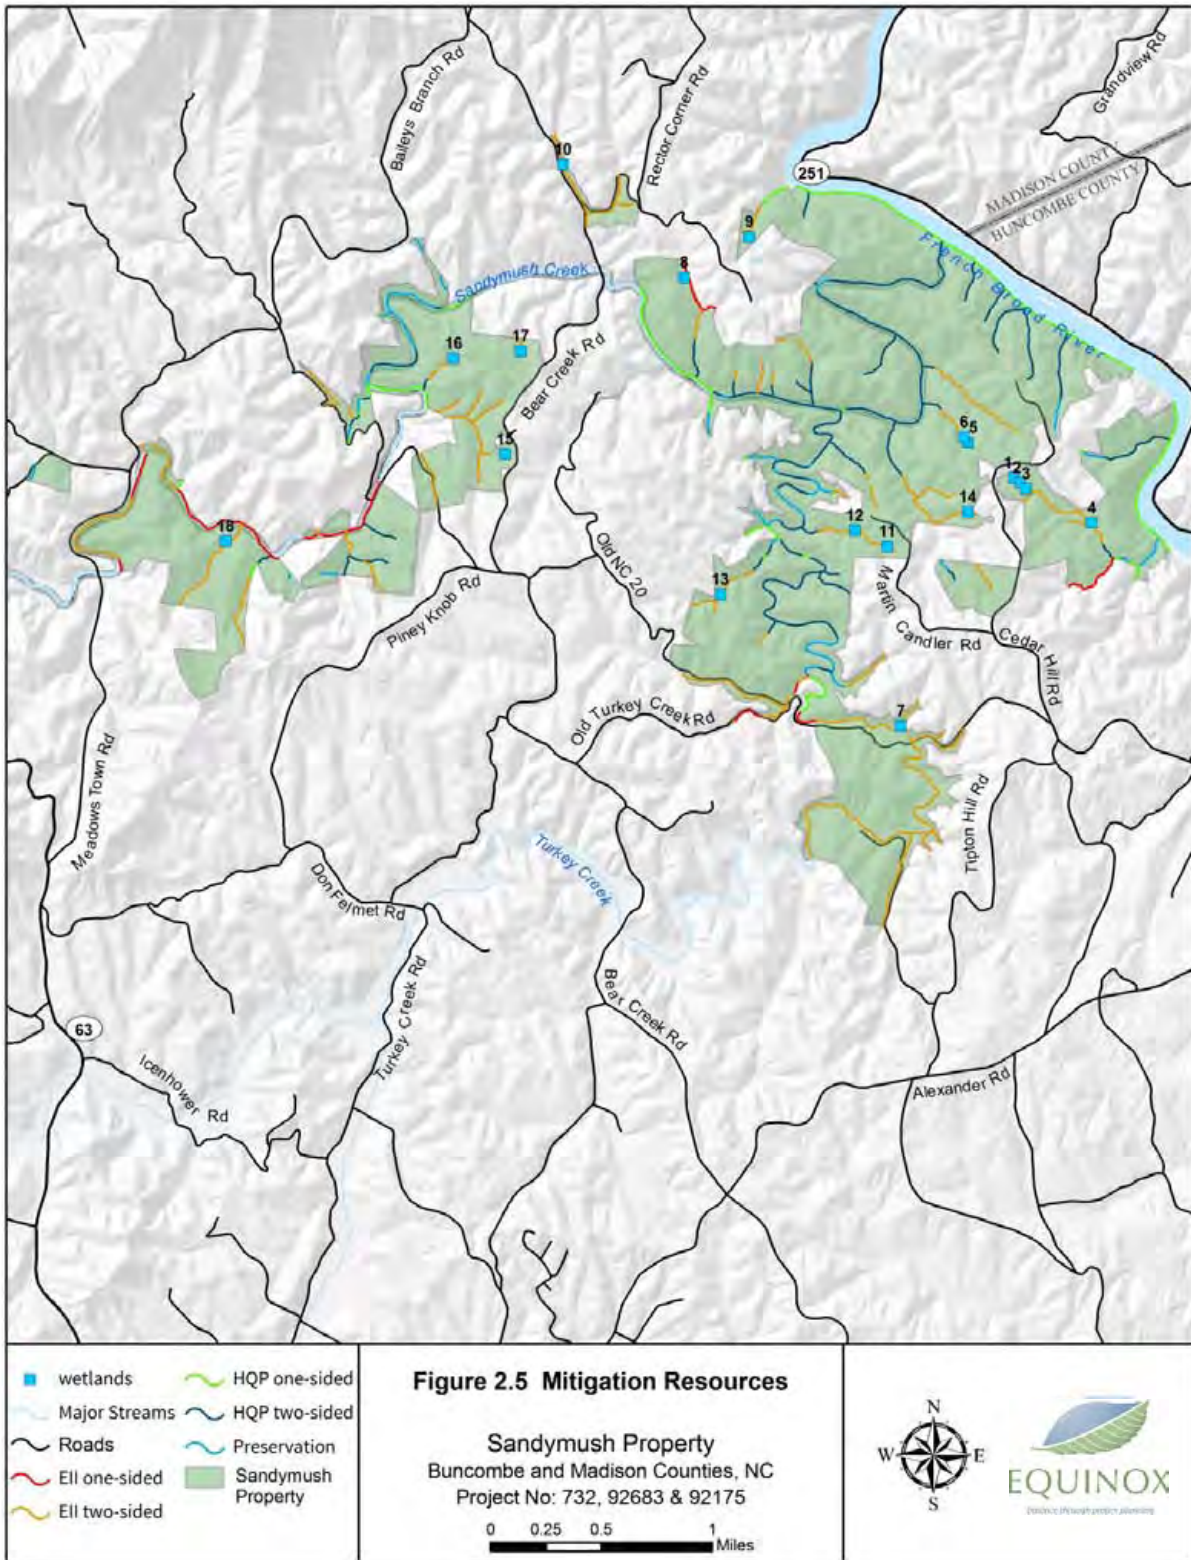 Baileys Branch Rd
Rector Corner Rd
Grandview Rd
10
251
MADISON COUNTY
BUNCOMBE COUNTY
9
French Broad River
8
Sandymush Creek
16
17
Bear Creek Rd
15
6
5
1
2
3
14
4
18
12
11
Old NC 20
13
Martin Candler Rd
Piney Knob Rd
Cedar Hill Rd
Old Turkey Creek Rd
7
Meadows Town Rd
Tipton Hill Rd
Turkey Creek
Don Felmet Rd
Turkey Creek Rd
Bear Creek Rd
63
Icenhower Rd
Alexander Rd
wetlands
Major Streams
Roads
EII one-sided
EII two-sided
HQP one-sided
HQP two-sided
Preservation
Sandymush
Property
Figure 2.5 Mitigation Resources
Sandymush Property
Buncombe and Madison Counties, NC
Project No: 732, 92683 & 92175
0 0.25 0.5 1
Miles
N
W E
S
EQUINOX